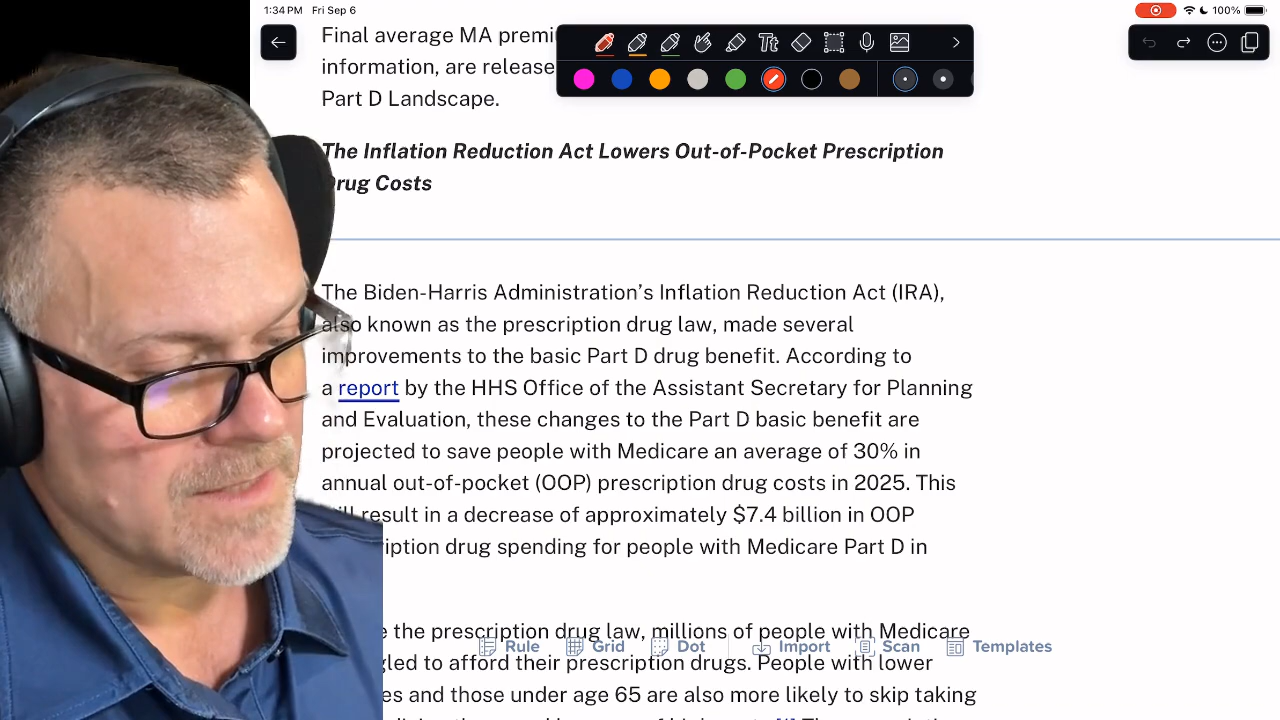 1:34 PM Fri Sep 6
100%
Final average MA premi
information, are release
Part D Landscape.
Tt
The Inflation Reduction Act Lowers Out-of-Pocket Prescription
rug Costs
The Biden-Harris Administration's Inflation Reduction Act (IRA),
also known as the prescription drug law, made several
improvements to the basic Part D drug benefit. According to
a report by the HHS Office of the Assistant Secretary for Planning
and Evaluation, these changes to the Part D basic benefit are
projected to save people with Medicare an average of 30% in
annual out-of-pocket (OOP) prescription drug costs in 2025. This
will result in a decrease of approximately $7.4 billion in OOP
iption drug spending for people with Medicare Part D in
e the prescription drug law, millions of people with Medicare
Rule Grid Dot Import Scan Templates
gled to afford their prescription drugs. People with lower
es and those under age 65 are also more likely to skip taking